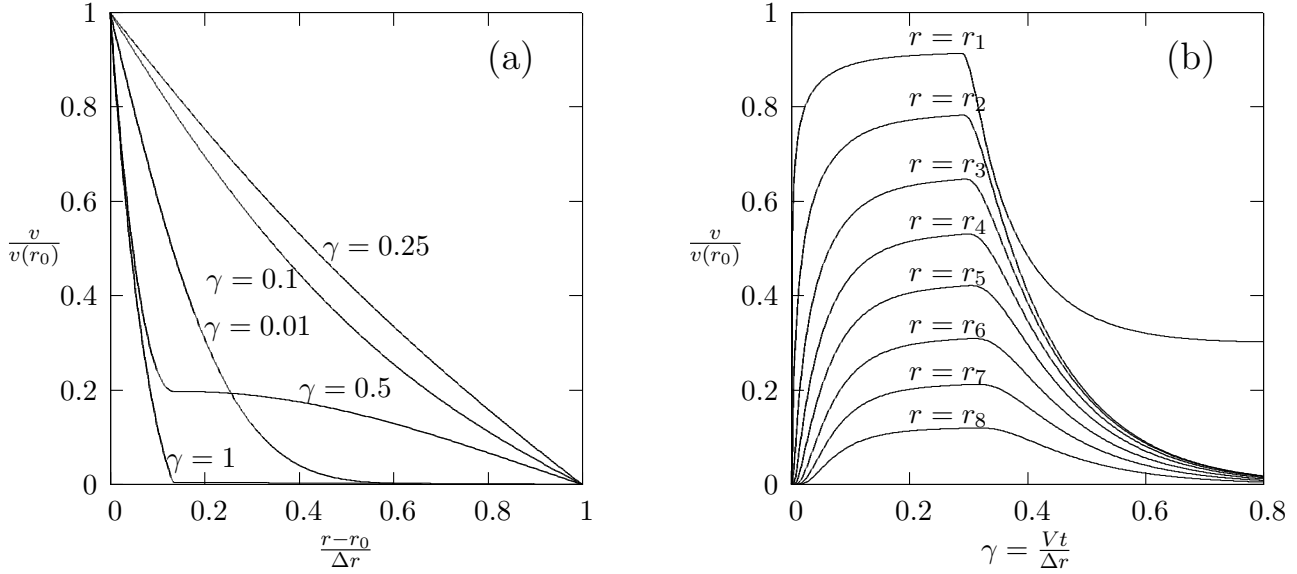 1
0.8
0.6
v/v(r₀)
0.4
0.2
0
0 0.2 0.4 0.6 0.8 1
r−r₀/Δr
(a)
γ = 0.25
γ = 0.1
γ = 0.01
γ = 0.5
γ = 1
1
0.8
0.6
v/v(r₀)
0.4
0.2
0
0 0.2 0.4 0.6 0.8
γ = Vt/Δr
(b)
r = r₁
r = r₂
r = r₃
r = r₄
r = r₅
r = r₆
r = r₇
r = r₈